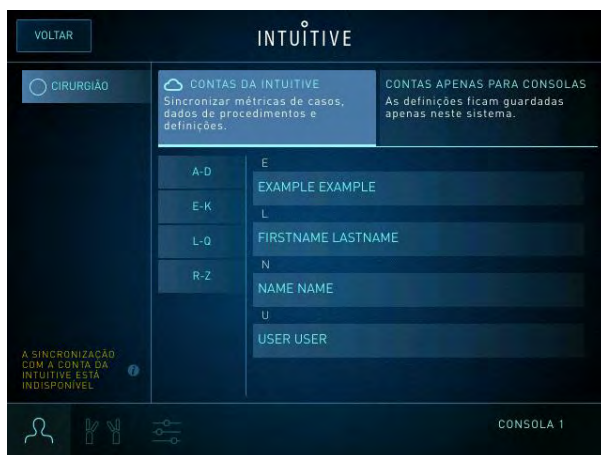 VOLTAR
INTUITIVE
CIRURGIÃO
CONTAS DA INTUITIVE
Sincronizar métricas de casos,
dados de procedimentos e
definições.
CONTAS APENAS PARA CONSOLAS
As definições ficam guardadas
apenas neste sistema.
A-D
E-K
L-Q
R-Z
E
EXAMPLE EXAMPLE
L
FIRSTNAME LASTNAME
N
NAME NAME
U
USER USER
A SINCRONIZAÇÃO
COM A CONTA DA
INTUITIVE ESTÁ
INDISPONÍVEL
CONSOLA 1